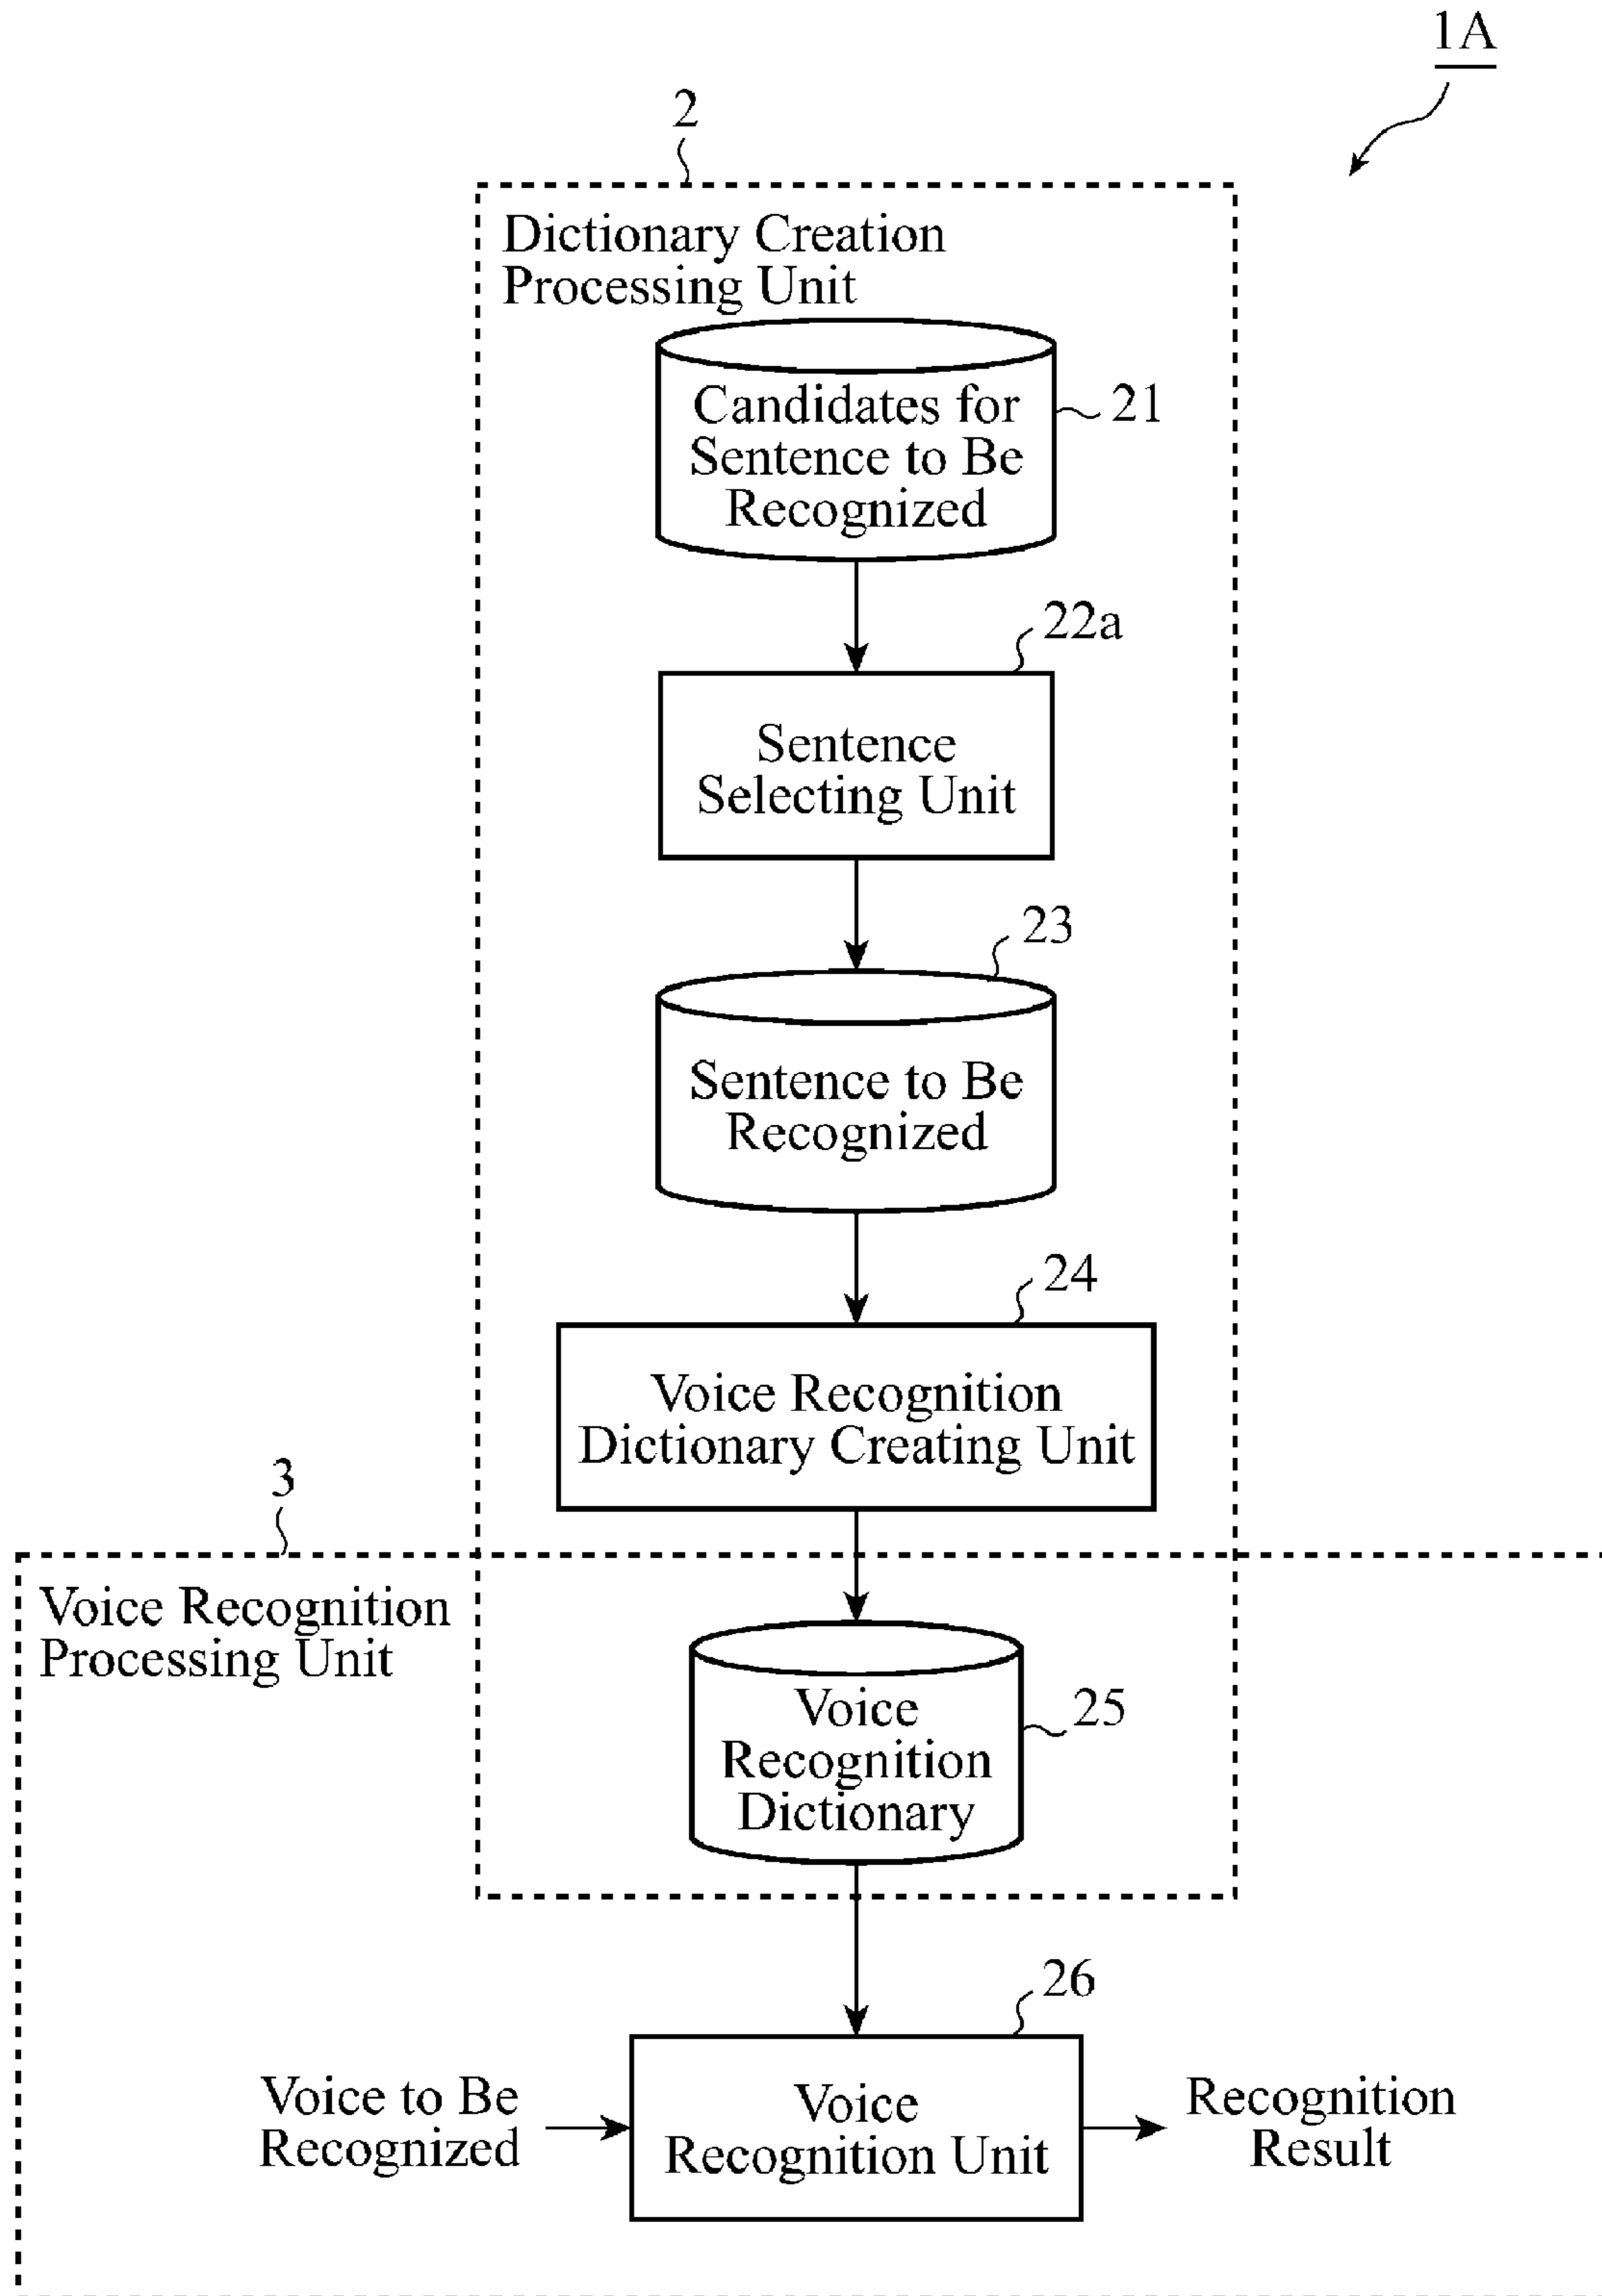 1A
2
Dictionary Creation
Processing Unit
Candidates for
Sentence to Be
Recognized
21
22a
Sentence
Selecting Unit
23
Sentence to Be
Recognized
24
Voice Recognition
Dictionary Creating Unit
3
Voice Recognition
Processing Unit
Voice
Recognition
Dictionary
25
26
Voice to Be
Recognized
Voice
Recognition Unit
Recognition
Result